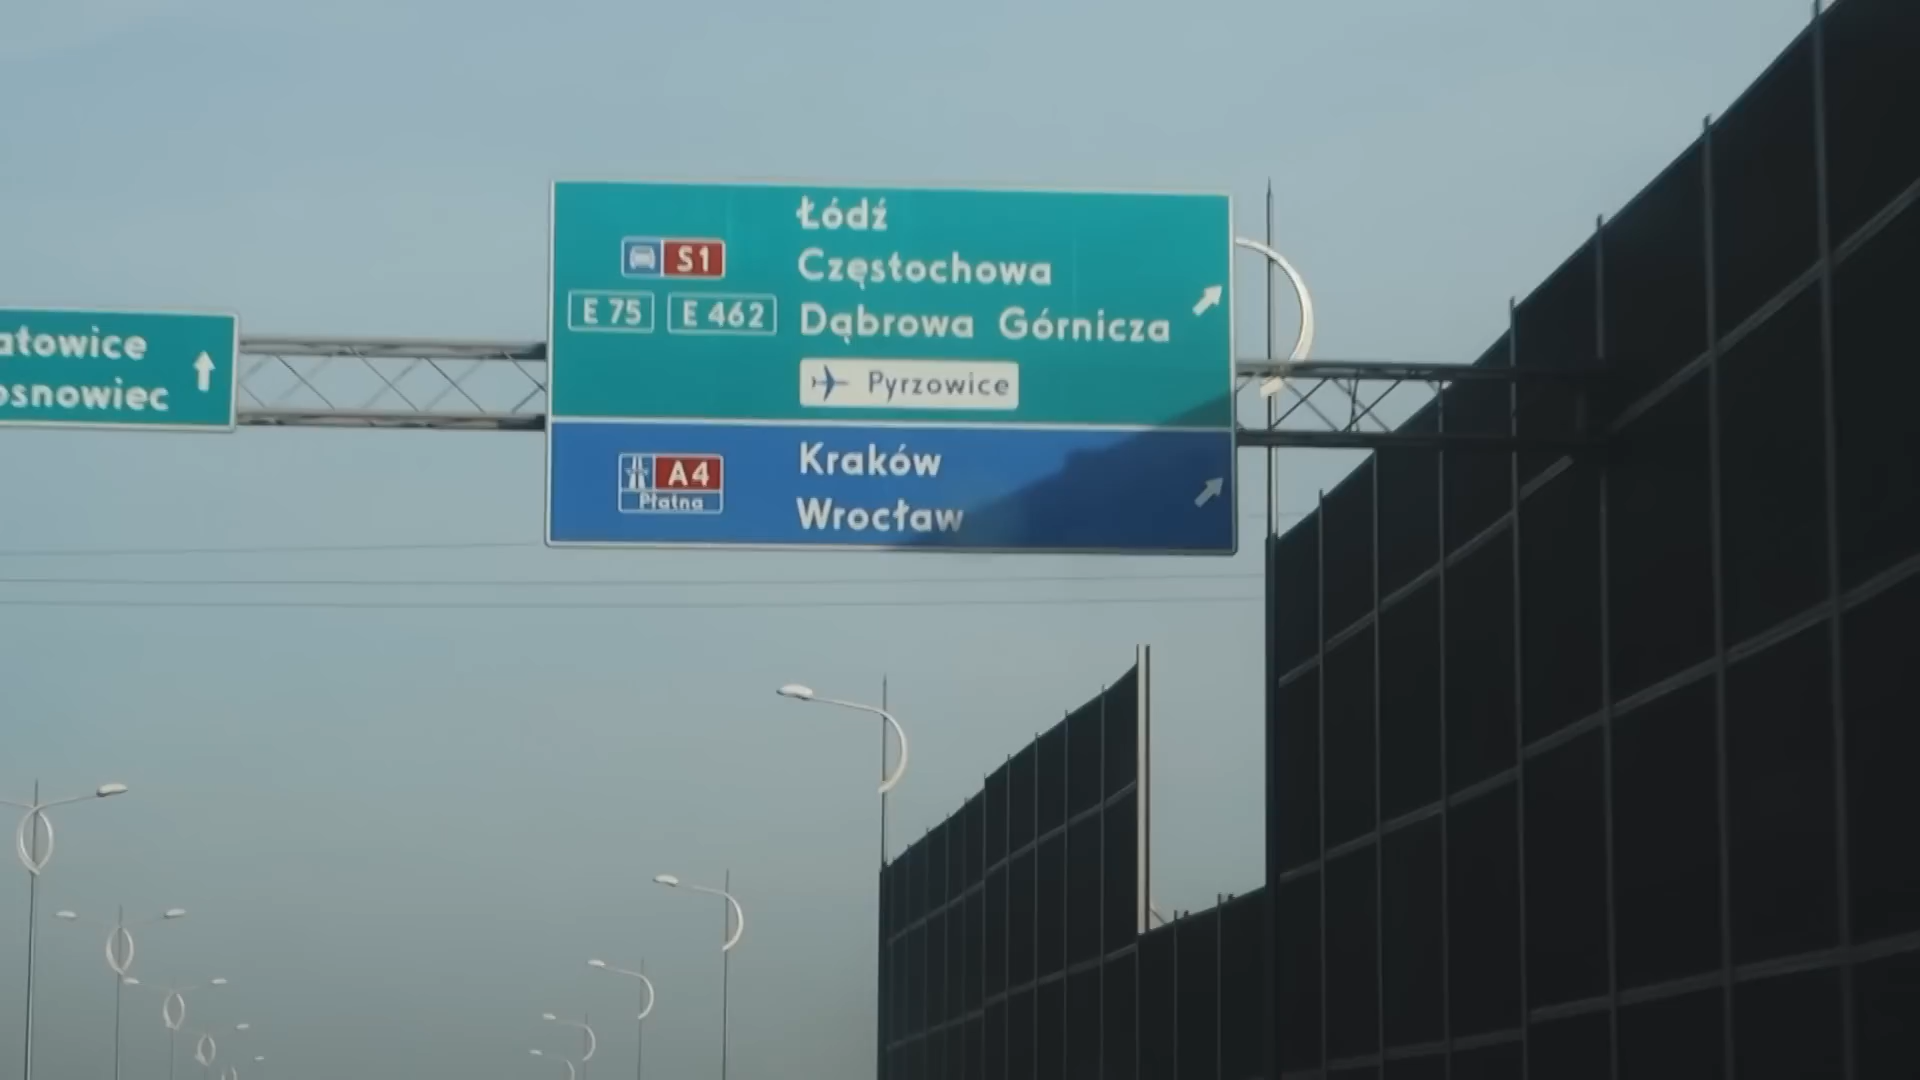 atowice
osnowiec
Łódź
S1
Częstochowa
E 75 E 462
Dąbrowa Górnicza
Pyrzowice
A4
Płatna
Kraków
Wrocław